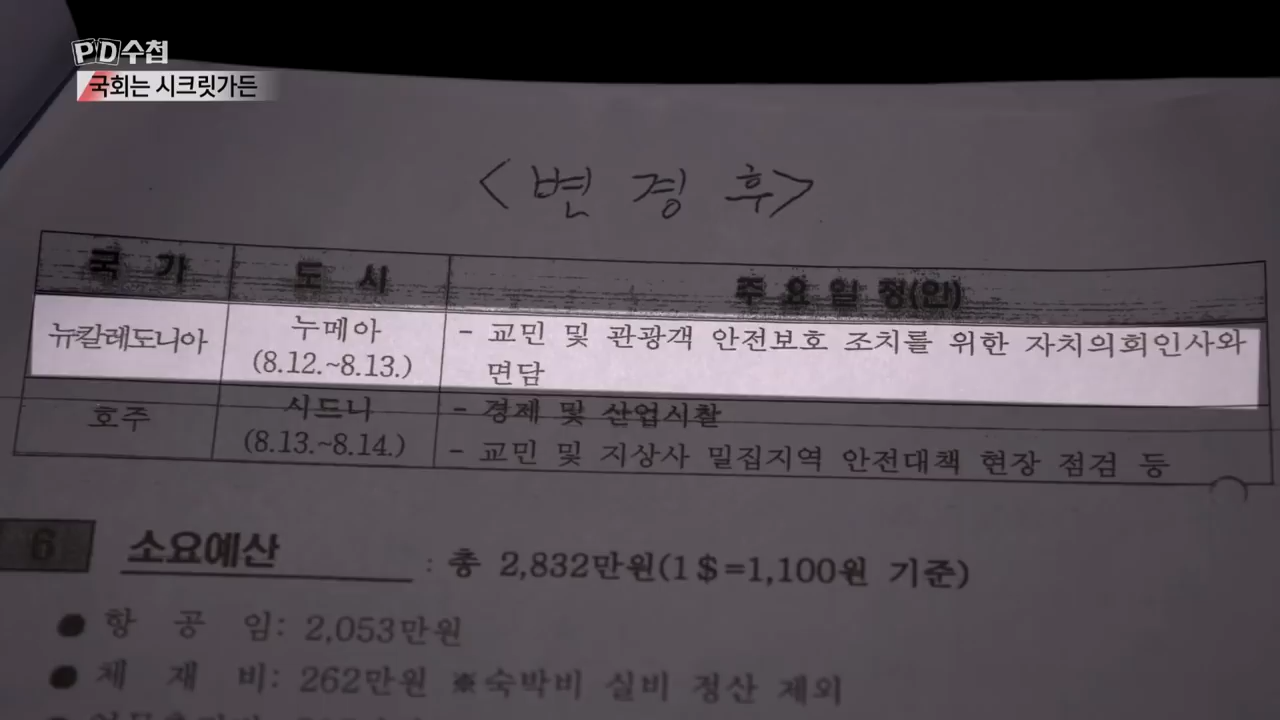 PD수첩
국회는 시크릿가든
<변경후>
국 가 도 시 주 요 일 정(안)
뉴칼레도니아 누메아 (8.12.~8.13.) - 교민 및 관광객 안전보호 조치를 위한 자치의회인사와
면담
호주 시드니 (8.13.~8.14.) - 경제 및 산업시찰
- 교민 및 지상사 밀집지역 안전대책 현장 점검 등
6 소요예산 : 총 2,832만원(1$=1,100원 기준)
● 항 공 임: 2,053만원
● 체 재 비: 262만원 ※숙박비 실비 정산 제외